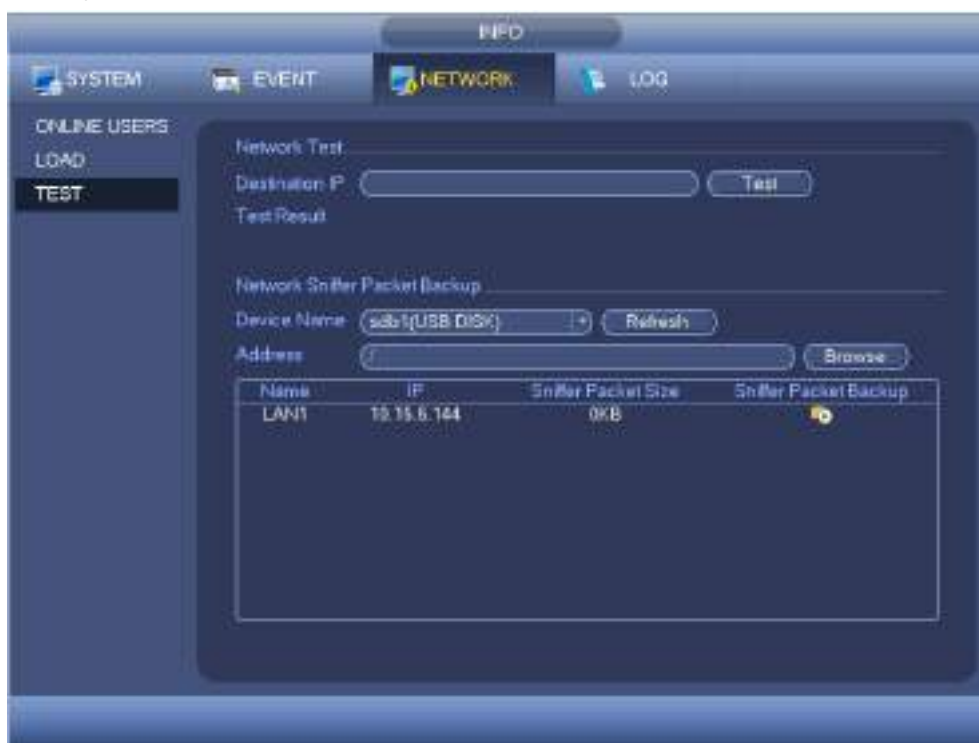 INFO
SYSTEM EVENT NETWORK LOG
ONLINE USERS
LOAD
TEST
Network Test
Destination IP Test
Test Result
Network Sniffer Packet Backup
Device Name sdb1(USB DISK) Refresh
Address / Browse
Name IP Sniffer Packet Size Sniffer Packet Backup
LAN1 10.15.6.144 0KB